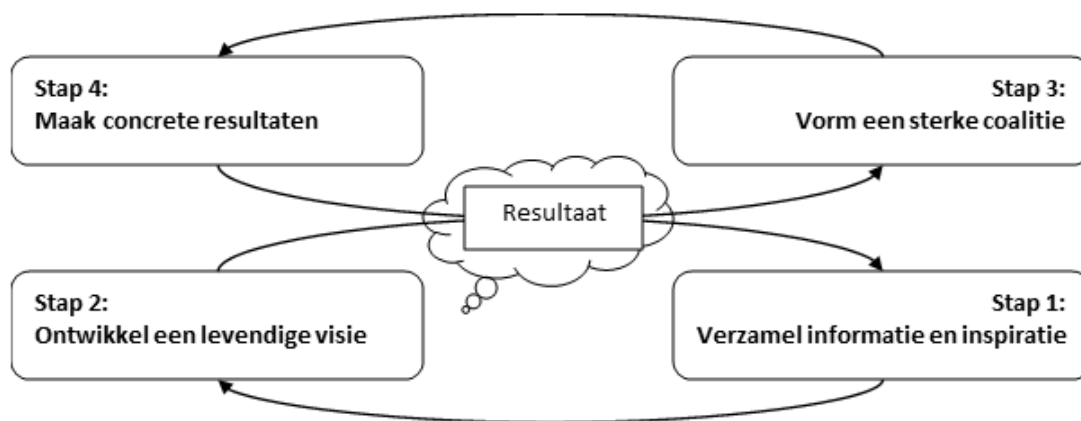 Stap 4:
Maak concrete resultaten
Stap 3:
Vorm een sterke coalitie
Resultaat
Stap 2:
Ontwikkel een levendige visie
Stap 1:
Verzamel informatie en inspiratie